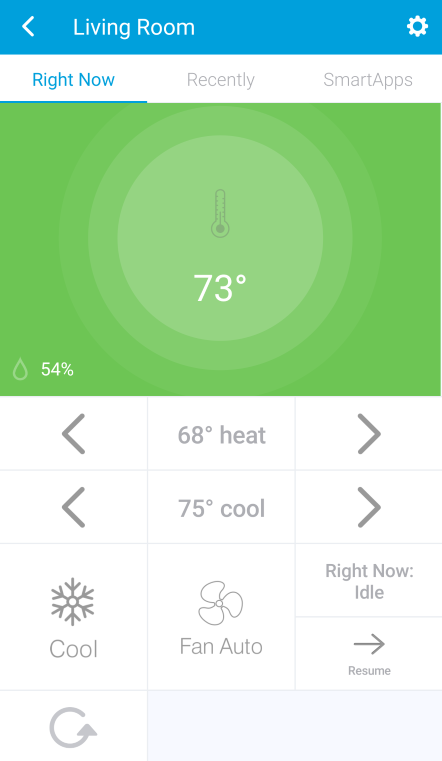 Living Room
Right Now
Recently
SmartApps
73°
54%
68° heat
75° cool
Right Now:
Idle
Cool
Fan Auto
Resume